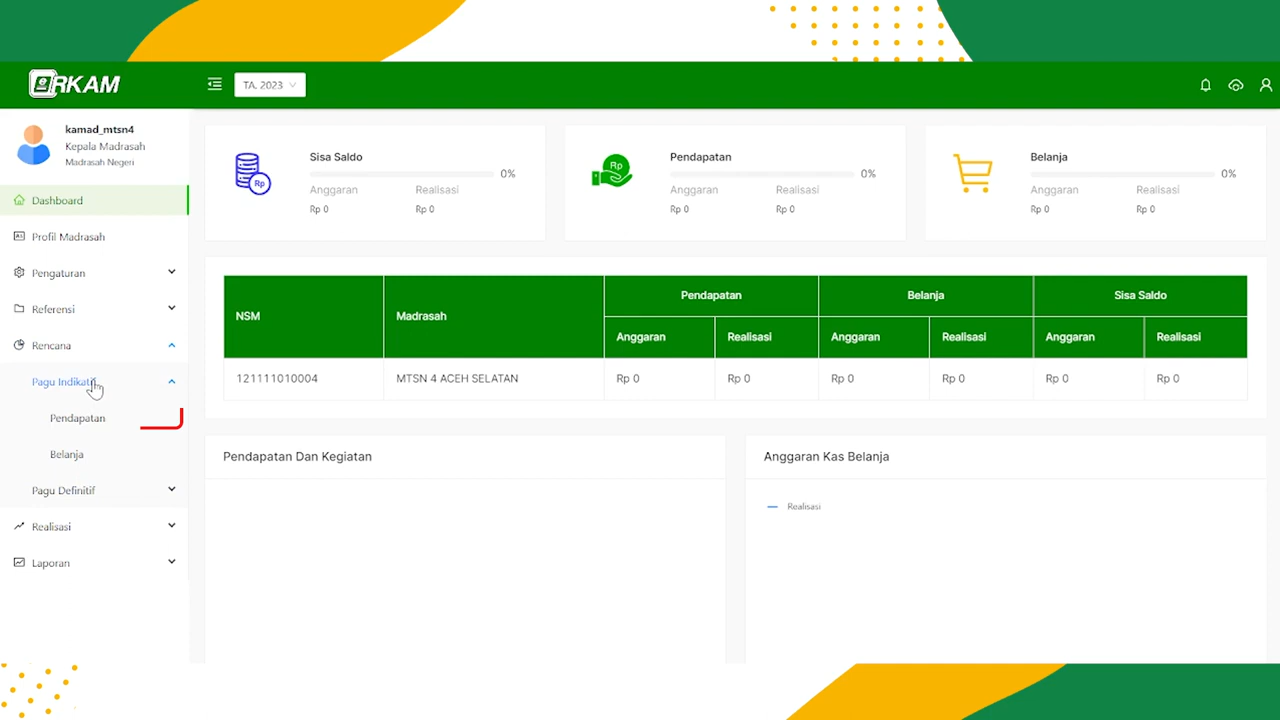 eRKAM
TA. 2023
kamad_mtsn4
Kepala Madrasah
Madrasah Negeri
Dashboard
Profil Madrasah
Pengaturan
Referensi
Rencana
Pagu Indikatif
Pendapatan
Belanja
Pagu Definitif
Realisasi
Laporan
Sisa Saldo
0%
Anggaran Realisasi
Rp 0 Rp 0
Pendapatan
0%
Anggaran Realisasi
Rp 0 Rp 0
Belanja
0%
Anggaran Realisasi
Rp 0 Rp 0
NSM Madrasah Pendapatan Belanja Sisa Saldo
Anggaran Realisasi Anggaran Realisasi Anggaran Realisasi
121111010004 MTSN 4 ACEH SELATAN Rp 0 Rp 0 Rp 0 Rp 0 Rp 0 Rp 0
Pendapatan Dan Kegiatan
Anggaran Kas Belanja
Realisasi